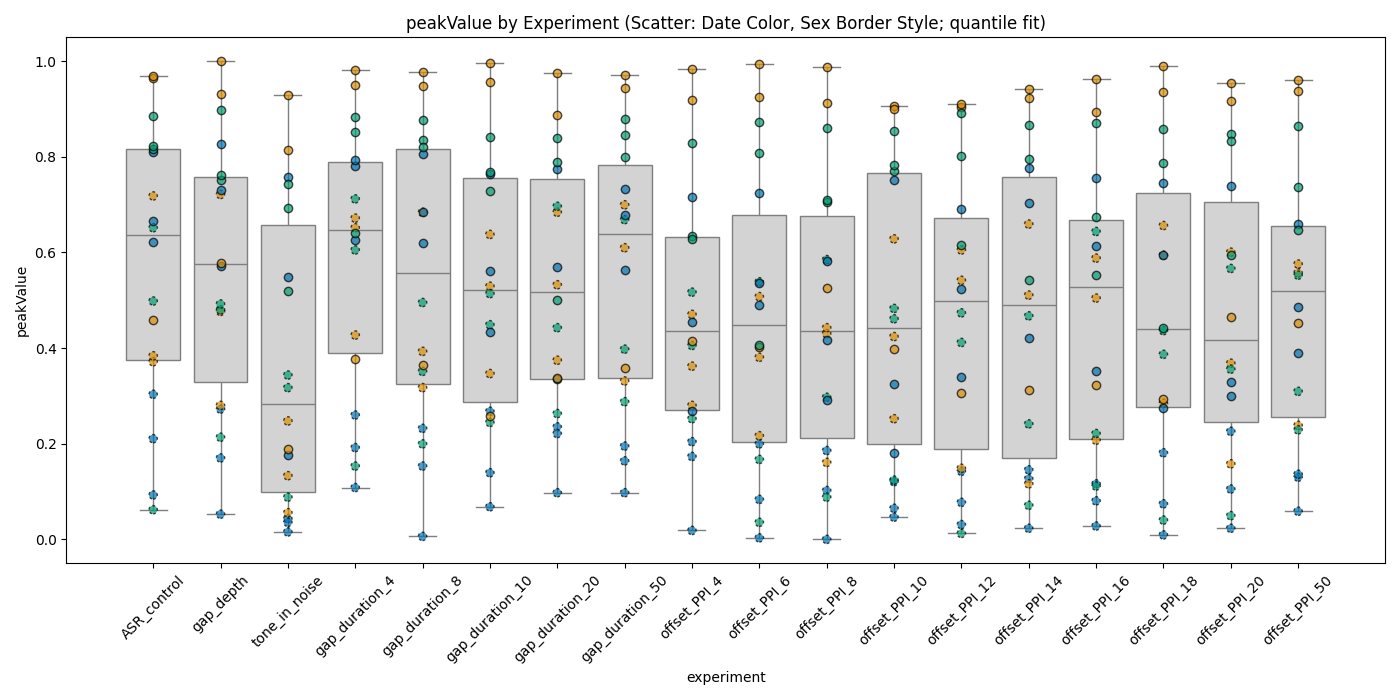 peakValue by Experiment (Scatter: Date Color, Sex Border Style; quantile fit)
peakValue
1.0
0.8
0.6
0.4
0.2
0.0
ASR_control
gap_depth
tone_in_noise
gap_duration_4
gap_duration_8
gap_duration_10
gap_duration_20
gap_duration_50
offset_PPI_4
offset_PPI_6
offset_PPI_8
offset_PPI_10
offset_PPI_12
offset_PPI_14
offset_PPI_16
offset_PPI_18
offset_PPI_20
offset_PPI_50
experiment